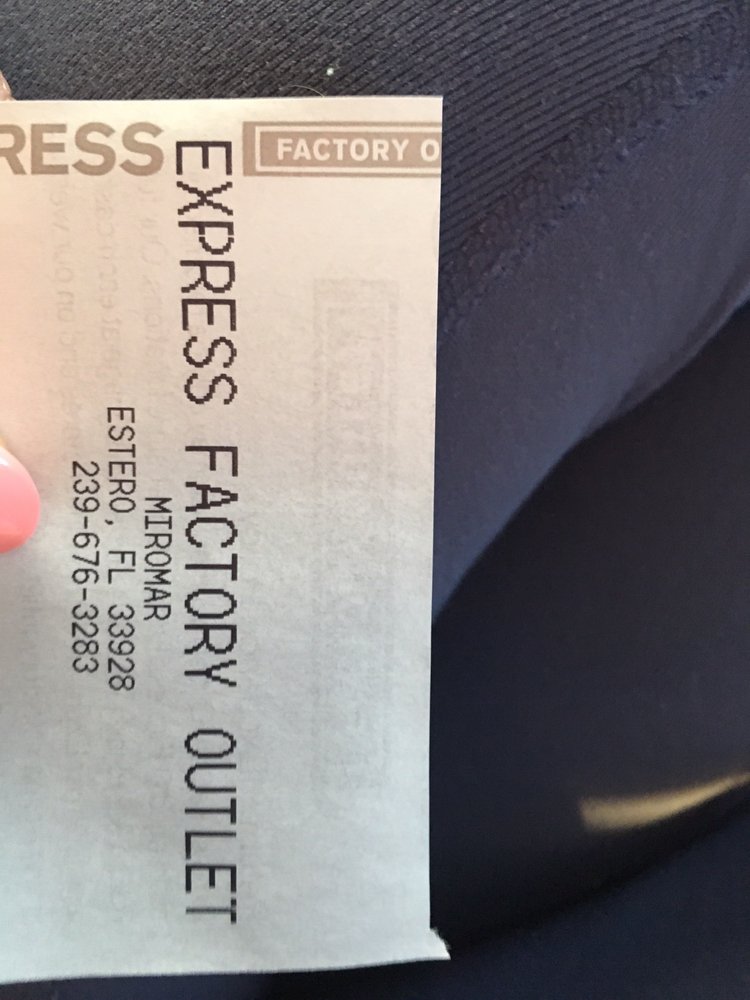 RESS FACTORY O
EXPRESS FACTORY OUTLET
MIROMAR
ESTERO, FL 33928
239-676-3283